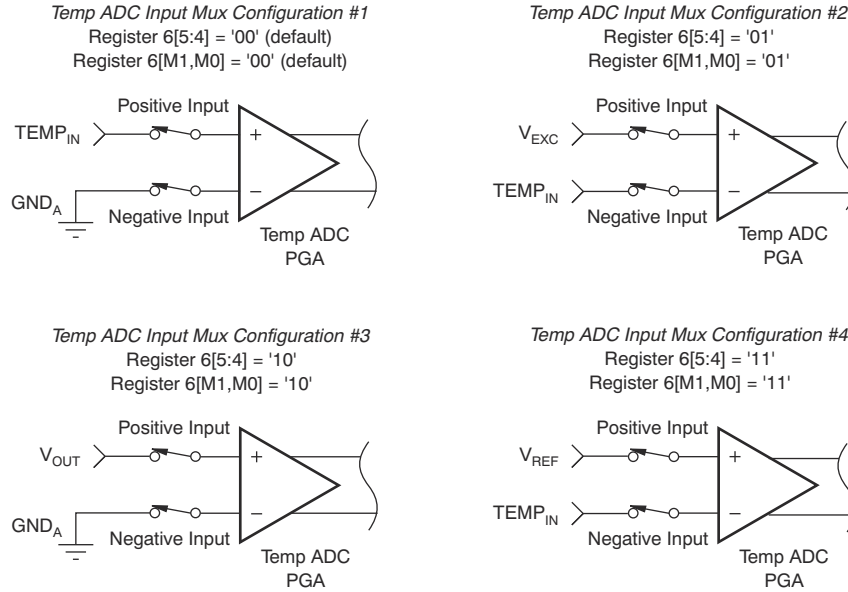 Temp ADC Input Mux Configuration #1
Register 6[5:4] = '00' (default)
Register 6[M1,M0] = '00' (default)
Positive Input
TEMP_IN
+
GND_A
−
Negative Input
Temp ADC
PGA
Temp ADC Input Mux Configuration #2
Register 6[5:4] = '01'
Register 6[M1,M0] = '01'
Positive Input
V_EXC
+
TEMP_IN
−
Negative Input
Temp ADC
PGA
Temp ADC Input Mux Configuration #3
Register 6[5:4] = '10'
Register 6[M1,M0] = '10'
Positive Input
V_OUT
+
GND_A
−
Negative Input
Temp ADC
PGA
Temp ADC Input Mux Configuration #4
Register 6[5:4] = '11'
Register 6[M1,M0] = '11'
Positive Input
V_REF
+
TEMP_IN
−
Negative Input
Temp ADC
PGA